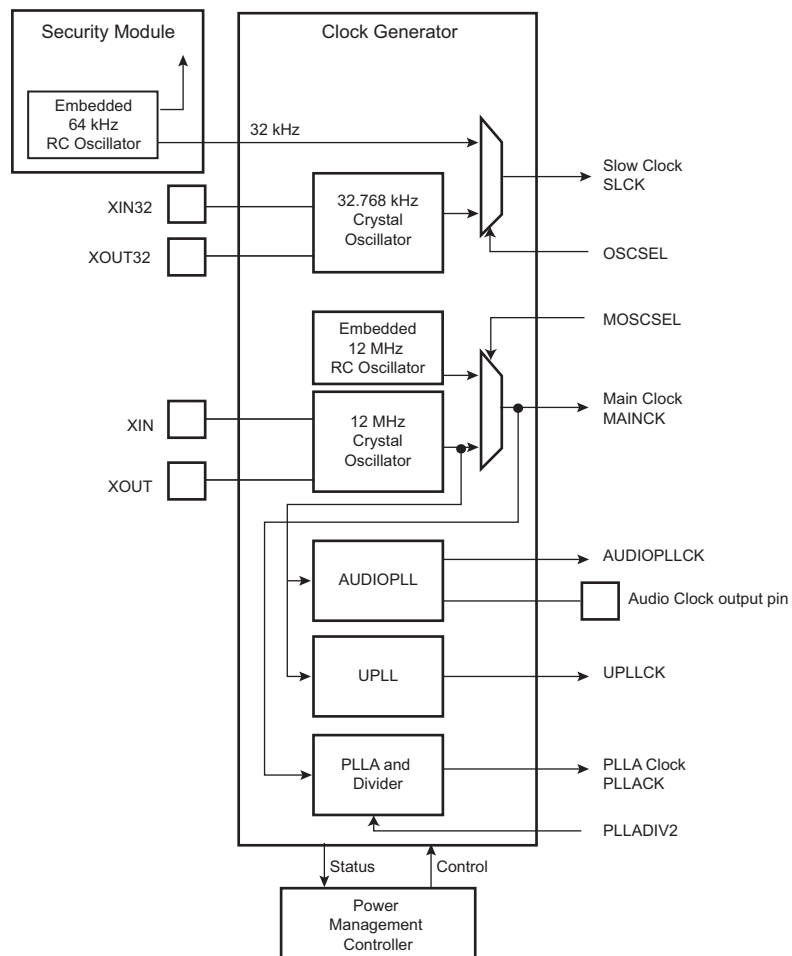 Security Module
Clock Generator
Embedded
64 kHz
RC Oscillator
32 kHz
Slow Clock
SLCK
XIN32
32.768 kHz
Crystal
Oscillator
XOUT32
OSCSEL
MOSCSEL
Embedded
12 MHz
RC Oscillator
Main Clock
MAINCK
XIN
12 MHz
Crystal
Oscillator
XOUT
AUDIOPLLCK
AUDIOPLL
Audio Clock output pin
UPLL
UPLLCK
PLLA and
Divider
PLLA Clock
PLLACK
PLLADIV2
Status
Control
Power
Management
Controller